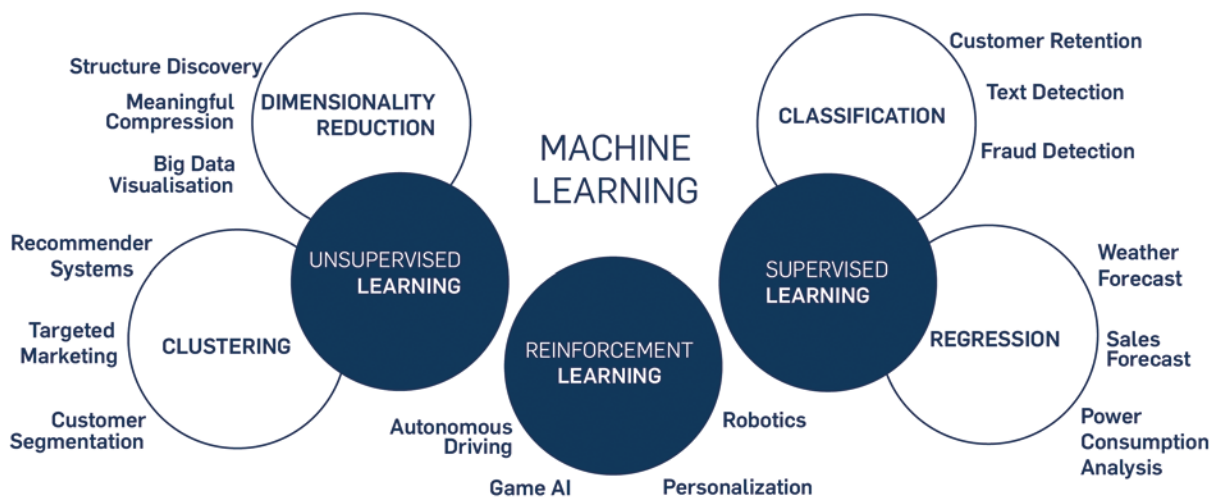 Structure Discovery
Meaningful
Compression
Big Data
Visualisation
DIMENSIONALITY
REDUCTION
Recommender
Systems
Targeted
Marketing
Customer
Segmentation
CLUSTERING
UNSUPERVISED
LEARNING
MACHINE
LEARNING
REINFORCEMENT
LEARNING
Autonomous
Driving
Game AI
Personalization
Robotics
SUPERVISED
LEARNING
CLASSIFICATION
Customer Retention
Text Detection
Fraud Detection
REGRESSION
Weather
Forecast
Sales
Forecast
Power
Consumption
Analysis